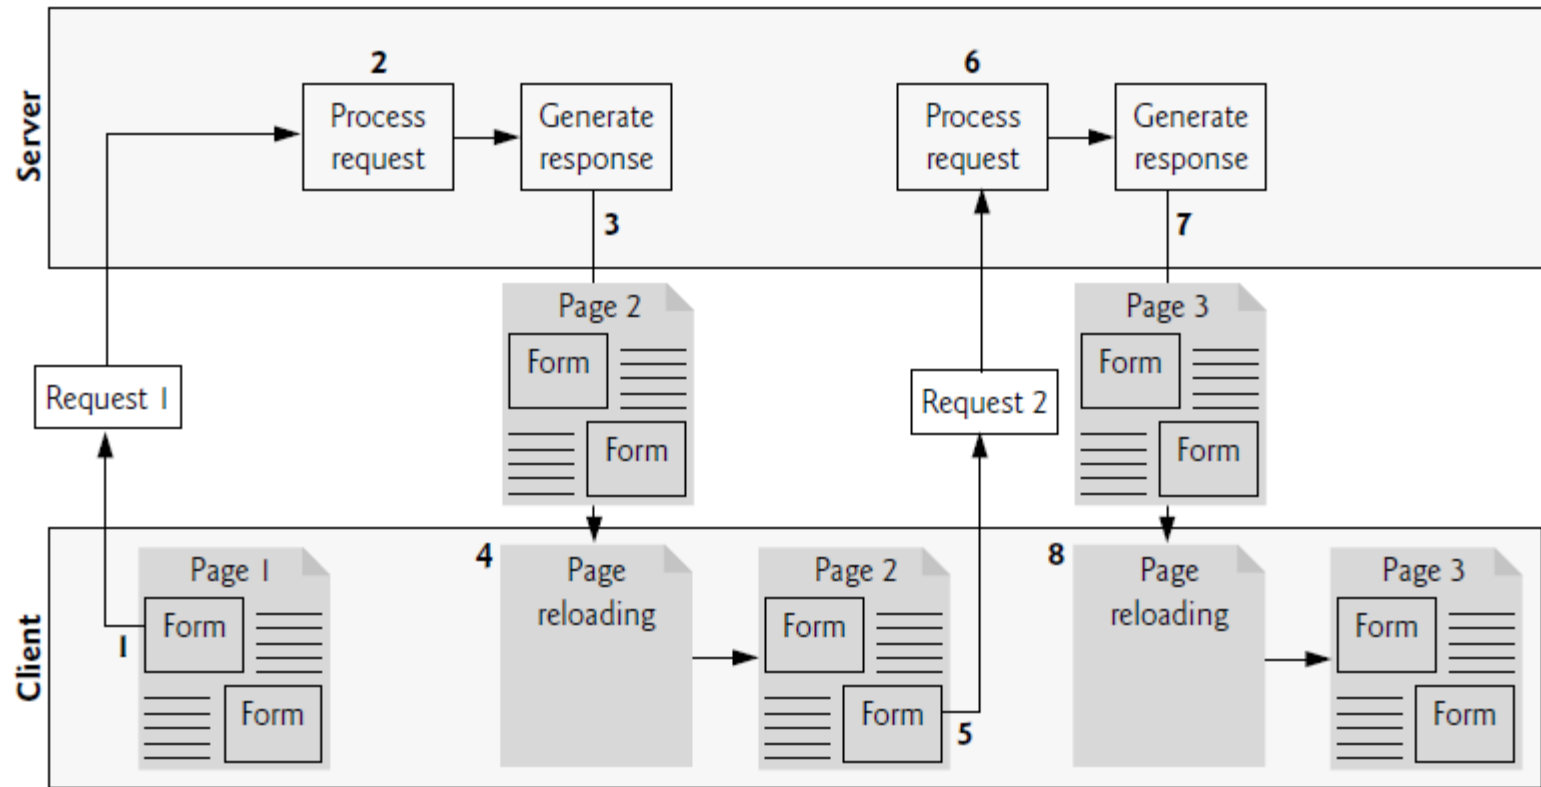 Server
2
Process
request
Generate
response
3
6
Process
request
Generate
response
7
Request 1
Page 2
Form
Form
Request 2
Page 3
Form
Form
Client
Page 1
Form
1
Form
4
Page
reloading
Page 2
Form
Form
5
8
Page
reloading
Page 3
Form
Form